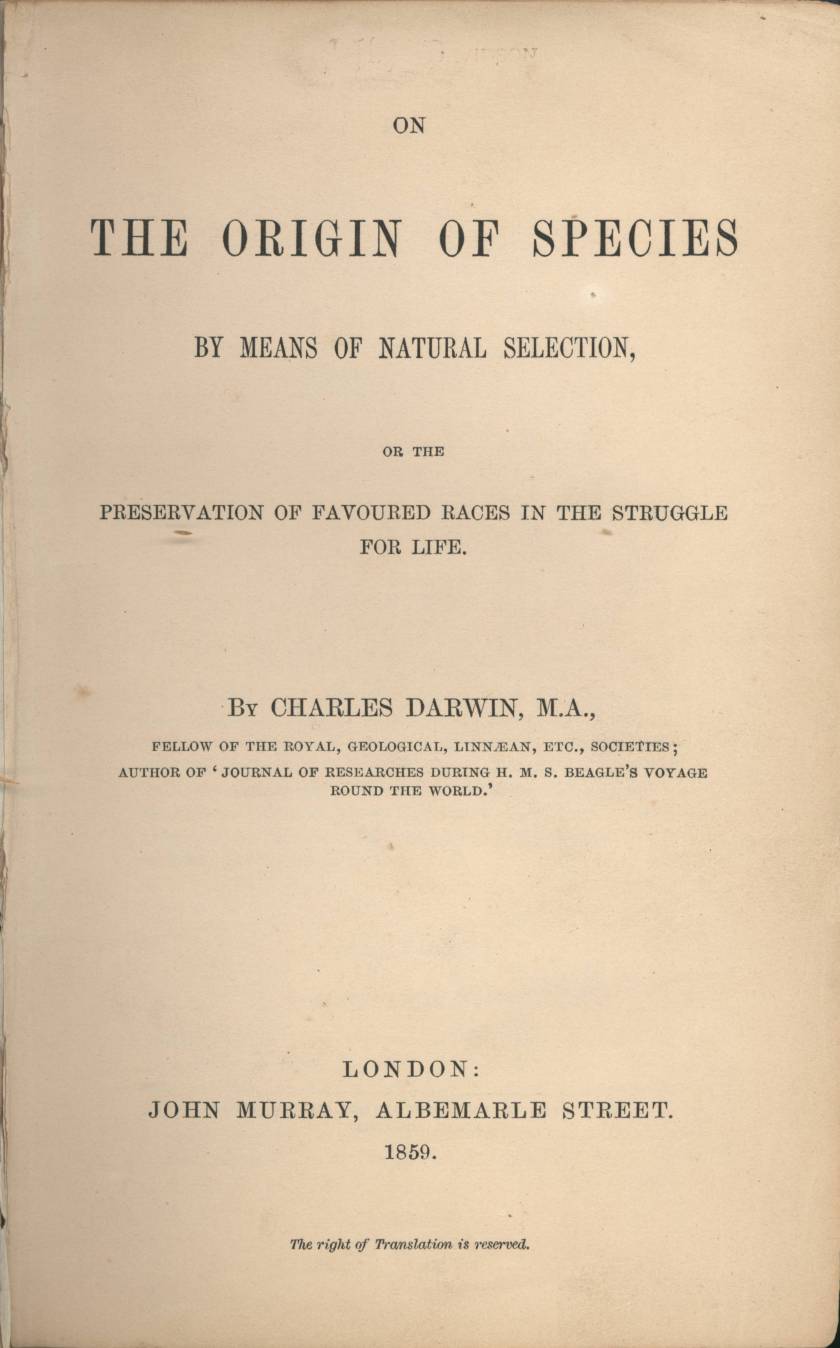 ON
THE ORIGIN OF SPECIES
BY MEANS OF NATURAL SELECTION,
OR THE
PRESERVATION OF FAVOURED RACES IN THE STRUGGLE
FOR LIFE.
BY CHARLES DARWIN, M.A.,
FELLOW OF THE ROYAL, GEOLOGICAL, LINNÆAN, ETC., SOCIETIES;
AUTHOR OF ‘JOURNAL OF RESEARCHES DURING H. M. S. BEAGLE’S VOYAGE
ROUND THE WORLD.’
LONDON:
JOHN MURRAY, ALBEMARLE STREET.
1859.
The right of Translation is reserved.